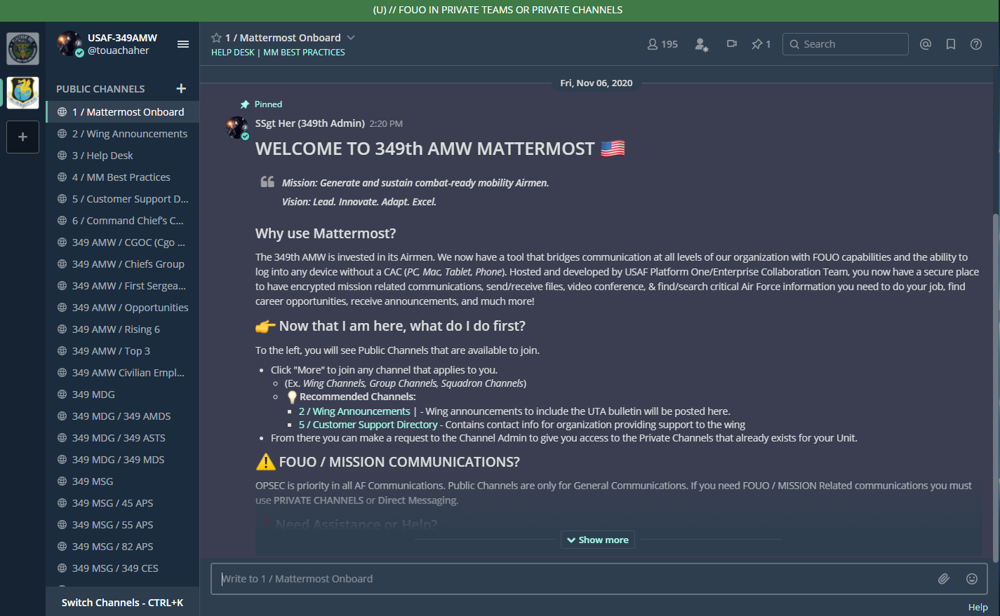 (U) // FOUO IN PRIVATE TEAMS OR PRIVATE CHANNELS
USAF-349AMW
@touachaher
PUBLIC CHANNELS
1 / Mattermost Onboard
2 / Wing Announcements
3 / Help Desk
4 / MM Best Practices
5 / Customer Support D...
6 / Command Chief's C...
349 AMW / CGOC (Cgo ...
349 AMW / Chiefs Group
349 AMW / First Sergea...
349 AMW / Opportunities
349 AMW / Rising 6
349 AMW / Top 3
349 AMW Civilian Empl...
349 MDG
349 MDG / 349 AMDS
349 MDG / 349 ASTS
349 MDG / 349 MDS
349 MSG
349 MSG / 45 APS
349 MSG / 55 APS
349 MSG / 82 APS
349 MSG / 349 CES
Switch Channels - CTRL+K
1 / Mattermost Onboard
HELP DESK | MM BEST PRACTICES
195
1
Search
Fri, Nov 06, 2020
Pinned
SSgt Her (349th Admin) 2:20 PM
WELCOME TO 349th AMW MATTERMOST 🇺🇸
Mission: Generate and sustain combat-ready mobility Airmen.
Vision: Lead. Innovate. Adapt. Excel.
Why use Mattermost?
The 349th AMW is invested in its Airmen. We now have a tool that bridges communication at all levels of our organization with FOUO capabilities and the ability to
log into any device without a CAC (PC, Mac, Tablet, Phone). Hosted and developed by USAF Platform One/Enterprise Collaboration Team, you now have a secure place
to have encrypted mission related communications, send/receive files, video conference, & find/search critical Air Force information you need to do your job, find
career opportunities, receive announcements, and much more!
👉 Now that I am here, what do I do first?
To the left, you will see Public Channels that are available to join.
• Click "More" to join any channel that applies to you.
◦ (Ex. Wing Channels, Group Channels, Squadron Channels)
◦ 💡 Recommended Channels:
▪ 2 / Wing Announcements | - Wing announcements to include the UTA bulletin will be posted here.
▪ 5 / Customer Support Directory - Contains contact info for organization providing support to the wing
• From there you can make a request to the Channel Admin to give you access to the Private Channels that already exists for your Unit.
⚠️ FOUO / MISSION COMMUNICATIONS?
OPSEC is priority in all AF Communications. Public Channels are only for General Communications. If you need FOUO / MISSION Related communications you must
use PRIVATE CHANNELS or Direct Messaging.
❓ Need Assistance or Help?
Show more
Write to 1 / Mattermost Onboard
Help